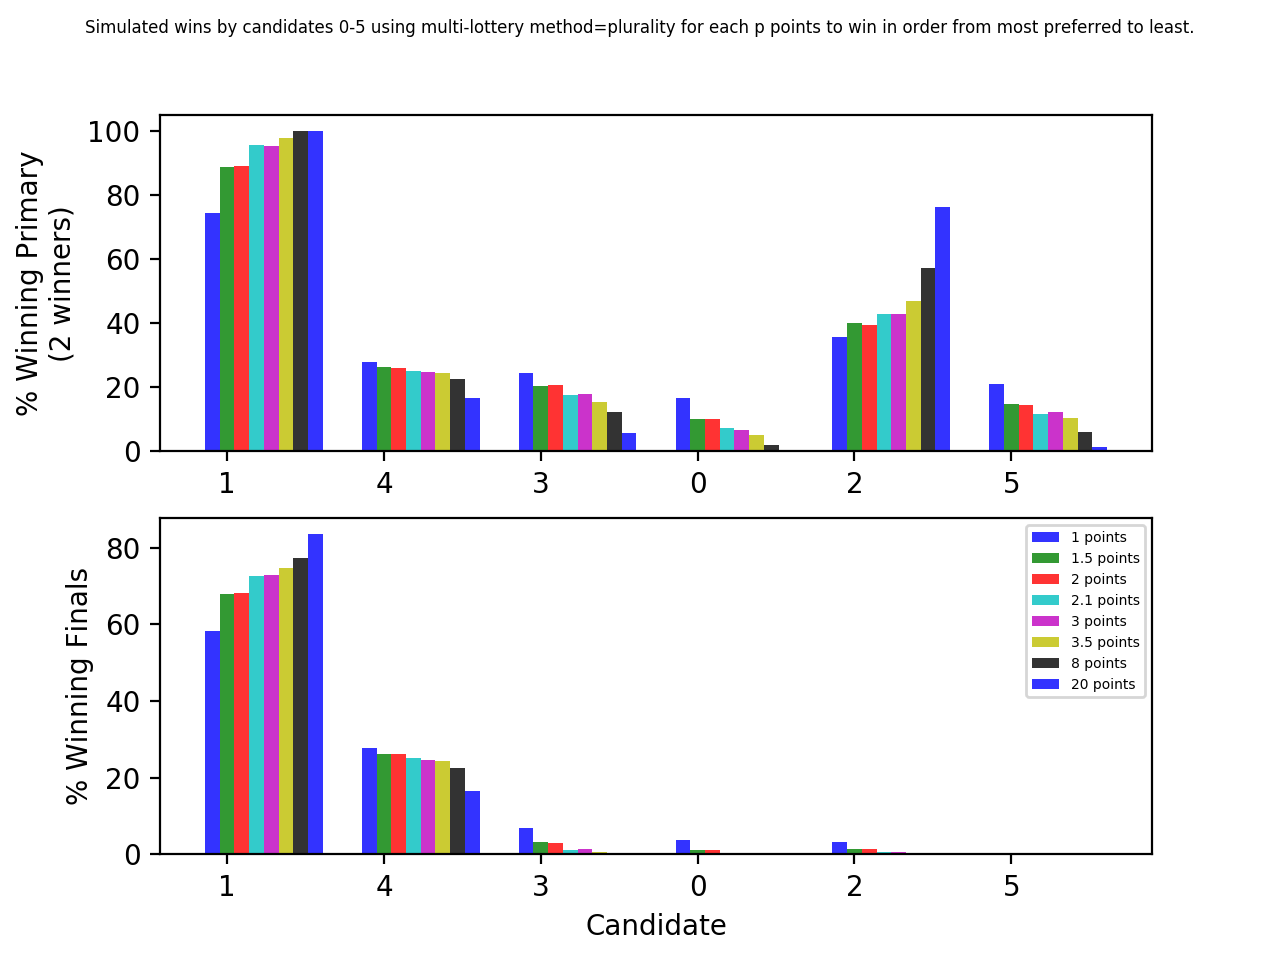 Simulated wins by candidates 0-5 using multi-lottery method=plurality for each p points to win in order from most preferred to least.
% Winning Primary
(2 winners)
100
80
60
40
20
0
1 4 3 0 2 5
% Winning Finals
80
60
40
20
0
1 points
1.5 points
2 points
2.1 points
3 points
3.5 points
8 points
20 points
1 4 3 0 2 5
Candidate